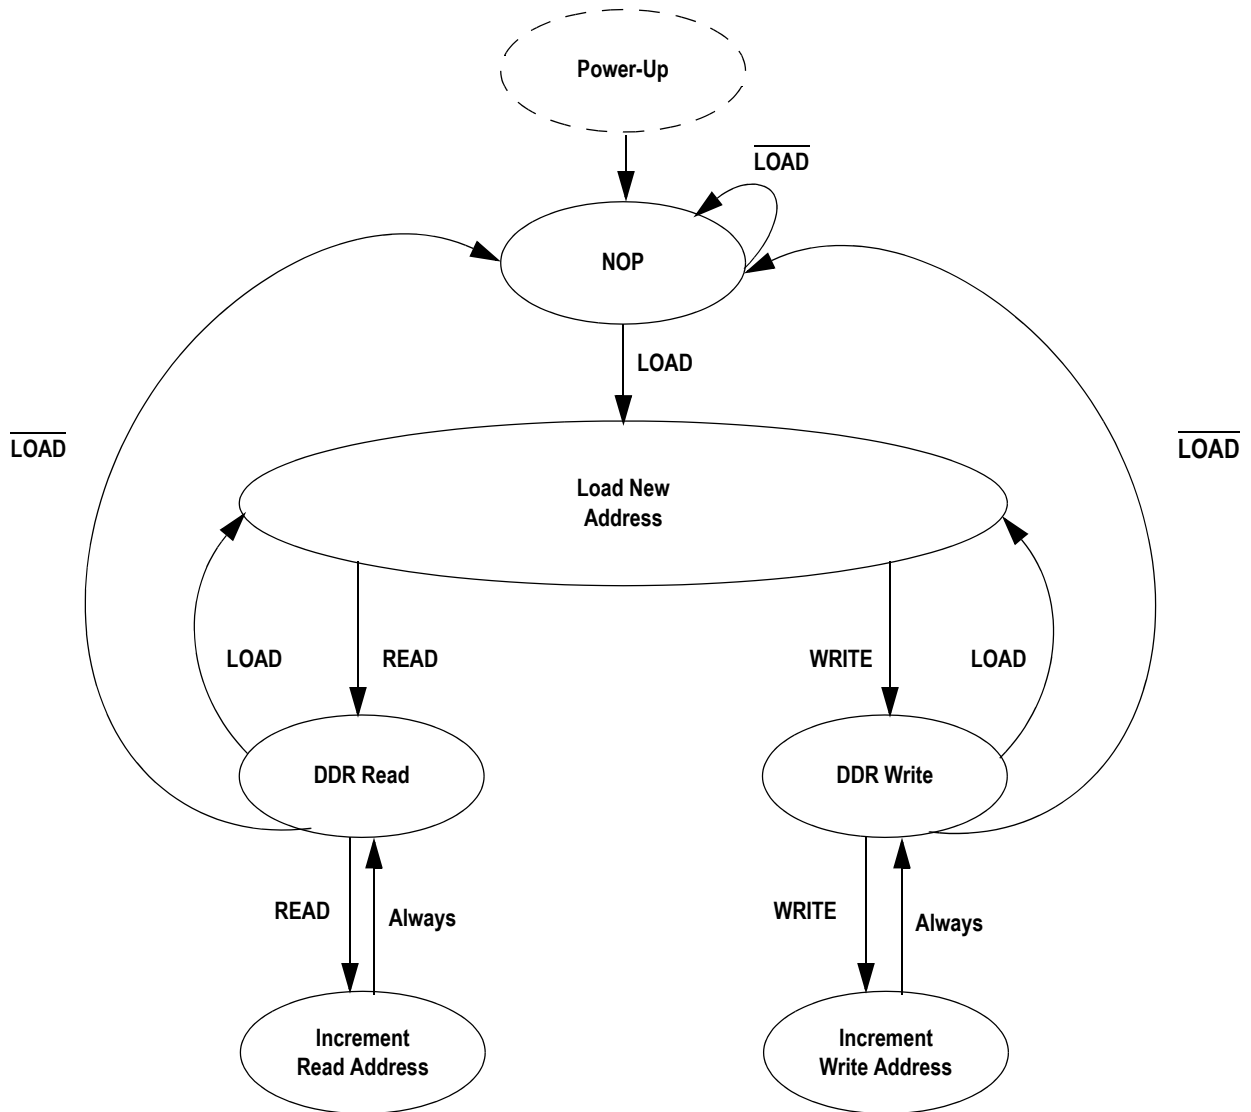 Power-Up
LOAD
NOP
LOAD
LOAD
LOAD
Load New
Address
LOAD
READ
WRITE
LOAD
DDR Read
DDR Write
READ
Always
WRITE
Always
Increment
Read Address
Increment
Write Address